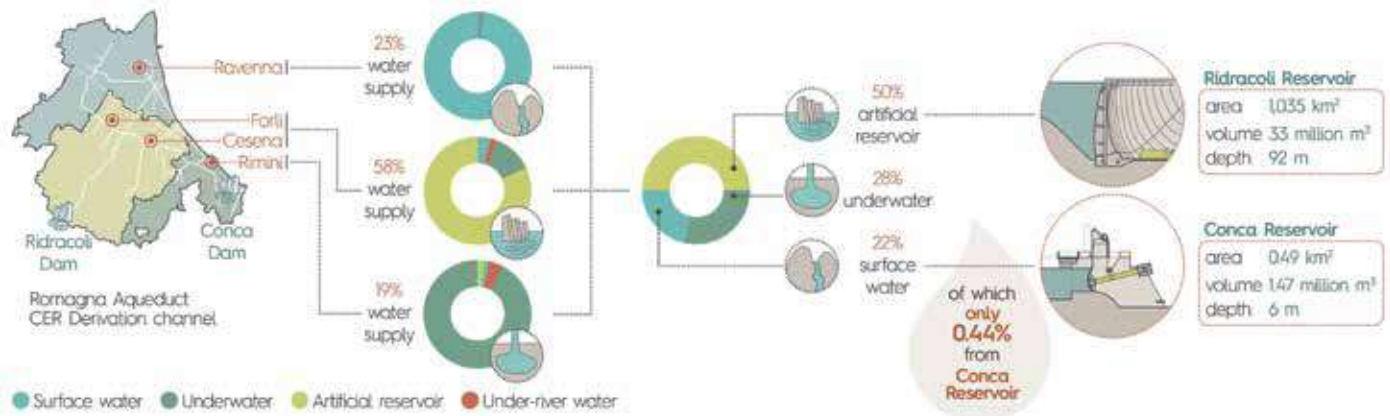 Ravenna
Forlì
Cesena
Rimini
Ridracoli
Dam
Conca
Dam
Romagna Aqueduct
CER Derivation channel
23%
water
supply
58%
water
supply
19%
water
supply
50%
artificial
reservoir
28%
underwater
22%
surface
water
of which
only
0.44%
from
Conca
Reservoir
Ridracoli Reservoir
area 1,035 km²
volume 33 million m³
depth 92 m
Conca Reservoir
area 0.49 km²
volume 1.47 million m³
depth 6 m
Surface water
Underwater
Artificial reservoir
Under-river water